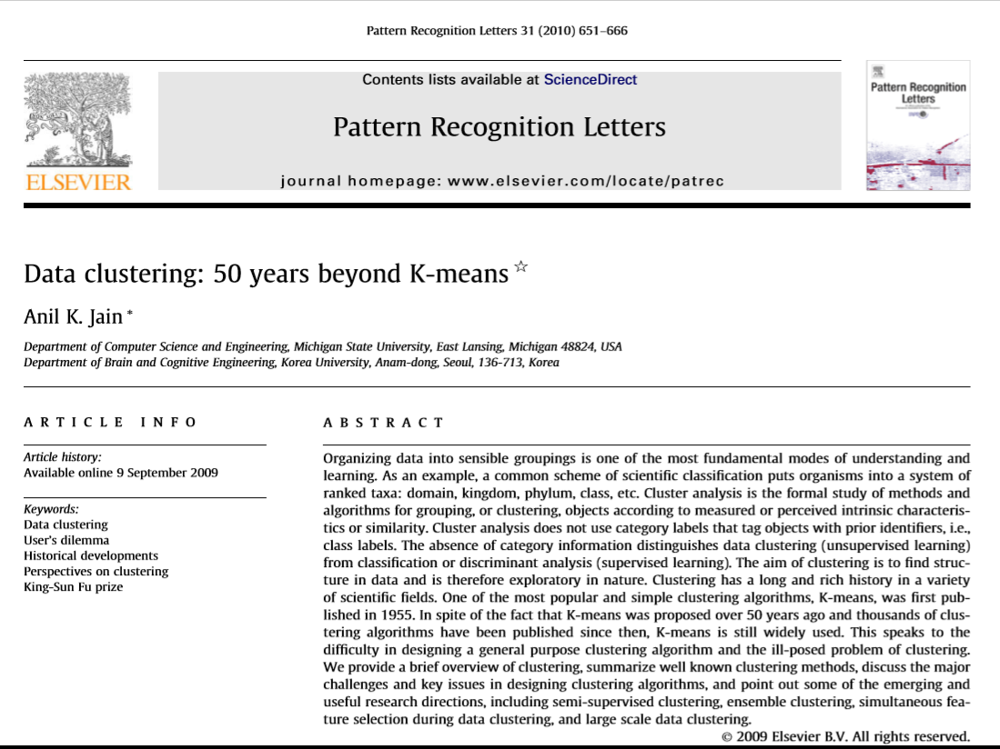 Pattern Recognition Letters 31 (2010) 651–666
Contents lists available at ScienceDirect
Pattern Recognition Letters
journal homepage: www.elsevier.com/locate/patrec
ELSEVIER
Pattern Recognition
Letters
Data clustering: 50 years beyond K-means ☆
Anil K. Jain *
Department of Computer Science and Engineering, Michigan State University, East Lansing, Michigan 48824, USA
Department of Brain and Cognitive Engineering, Korea University, Anam-dong, Seoul, 136-713, Korea
ARTICLE INFO
Article history:
Available online 9 September 2009
Keywords:
Data clustering
User's dilemma
Historical developments
Perspectives on clustering
King-Sun Fu prize
ABSTRACT
Organizing data into sensible groupings is one of the most fundamental modes of understanding and
learning. As an example, a common scheme of scientific classification puts organisms into a system of
ranked taxa: domain, kingdom, phylum, class, etc. Cluster analysis is the formal study of methods and
algorithms for grouping, or clustering, objects according to measured or perceived intrinsic characteris-
tics or similarity. Cluster analysis does not use category labels that tag objects with prior identifiers, i.e.,
class labels. The absence of category information distinguishes data clustering (unsupervised learning)
from classification or discriminant analysis (supervised learning). The aim of clustering is to find struc-
ture in data and is therefore exploratory in nature. Clustering has a long and rich history in a variety
of scientific fields. One of the most popular and simple clustering algorithms, K-means, was first pub-
lished in 1955. In spite of the fact that K-means was proposed over 50 years ago and thousands of clus-
tering algorithms have been published since then, K-means is still widely used. This speaks to the
difficulty in designing a general purpose clustering algorithm and the ill-posed problem of clustering.
We provide a brief overview of clustering, summarize well known clustering methods, discuss the major
challenges and key issues in designing clustering algorithms, and point out some of the emerging and
useful research directions, including semi-supervised clustering, ensemble clustering, simultaneous fea-
ture selection during data clustering, and large scale data clustering.
© 2009 Elsevier B.V. All rights reserved.